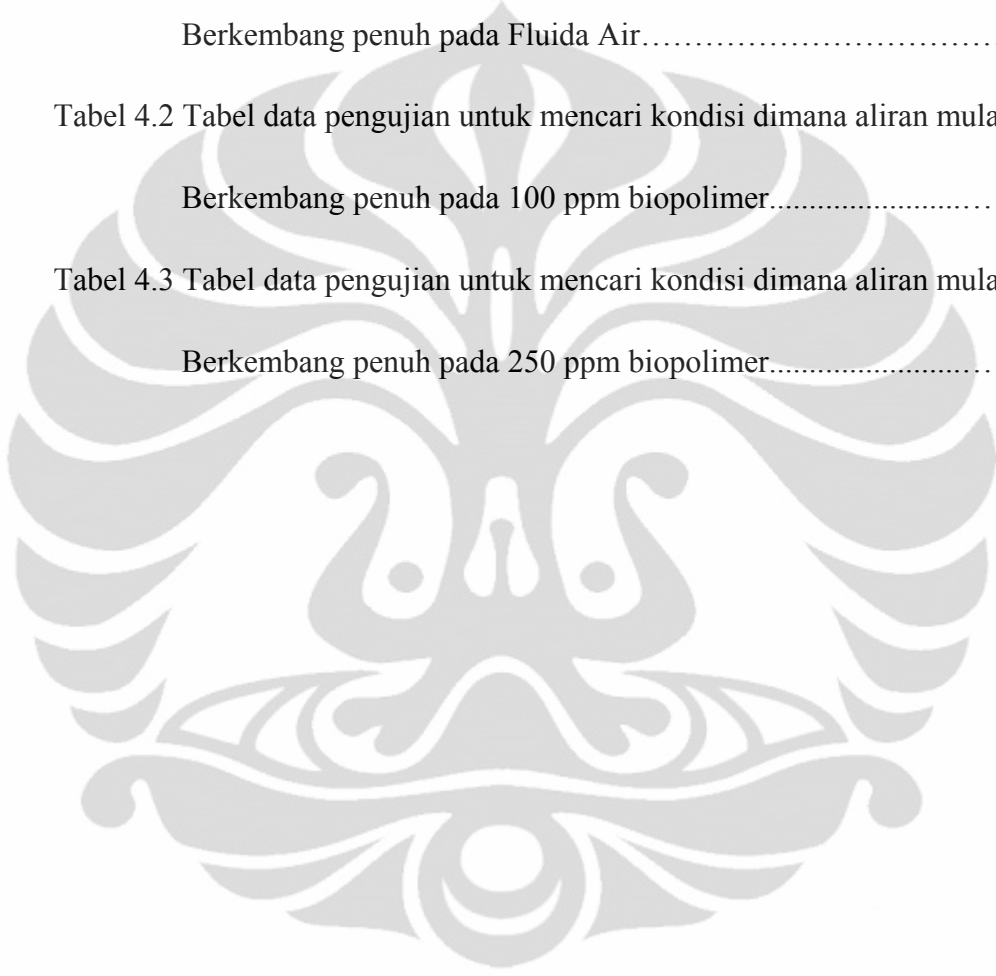 Berkembang penuh pada Fluida Air……………………………
Tabel 4.2 Tabel data pengujian untuk mencari kondisi dimana aliran mula
Berkembang penuh pada 100 ppm biopolimer........................…
Tabel 4.3 Tabel data pengujian untuk mencari kondisi dimana aliran mula
Berkembang penuh pada 250 ppm biopolimer........................…